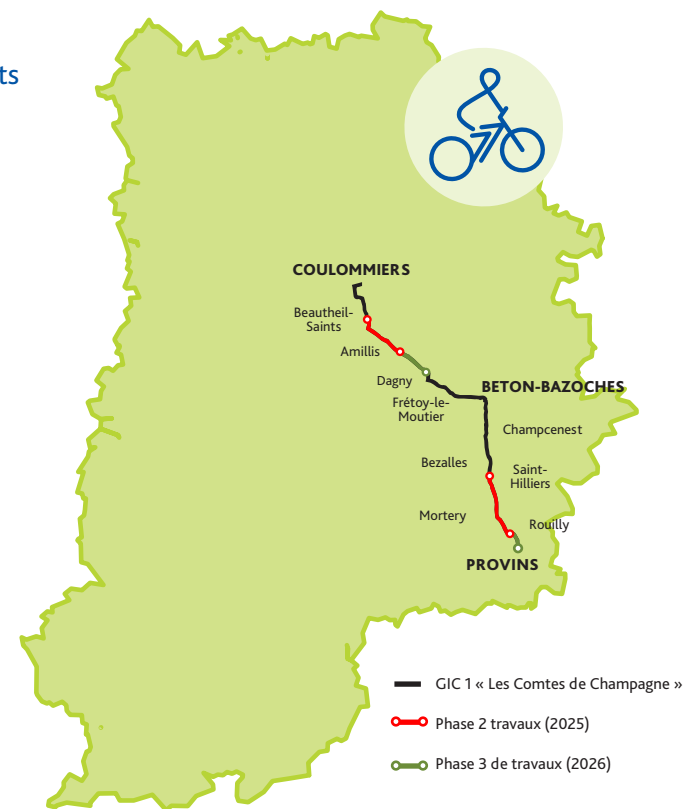 ts
COULOMMIERS
Beautheil-
Saints
Amillis
Dagny
BETON-BAZOCHES
Frétoy-le-
Moutier
Champcenest
Bezalles
Saint-
Hilliers
Mortery
Rouilly
PROVINS
GIC 1 « Les Comtes de Champagne »
Phase 2 travaux (2025)
Phase 3 de travaux (2026)